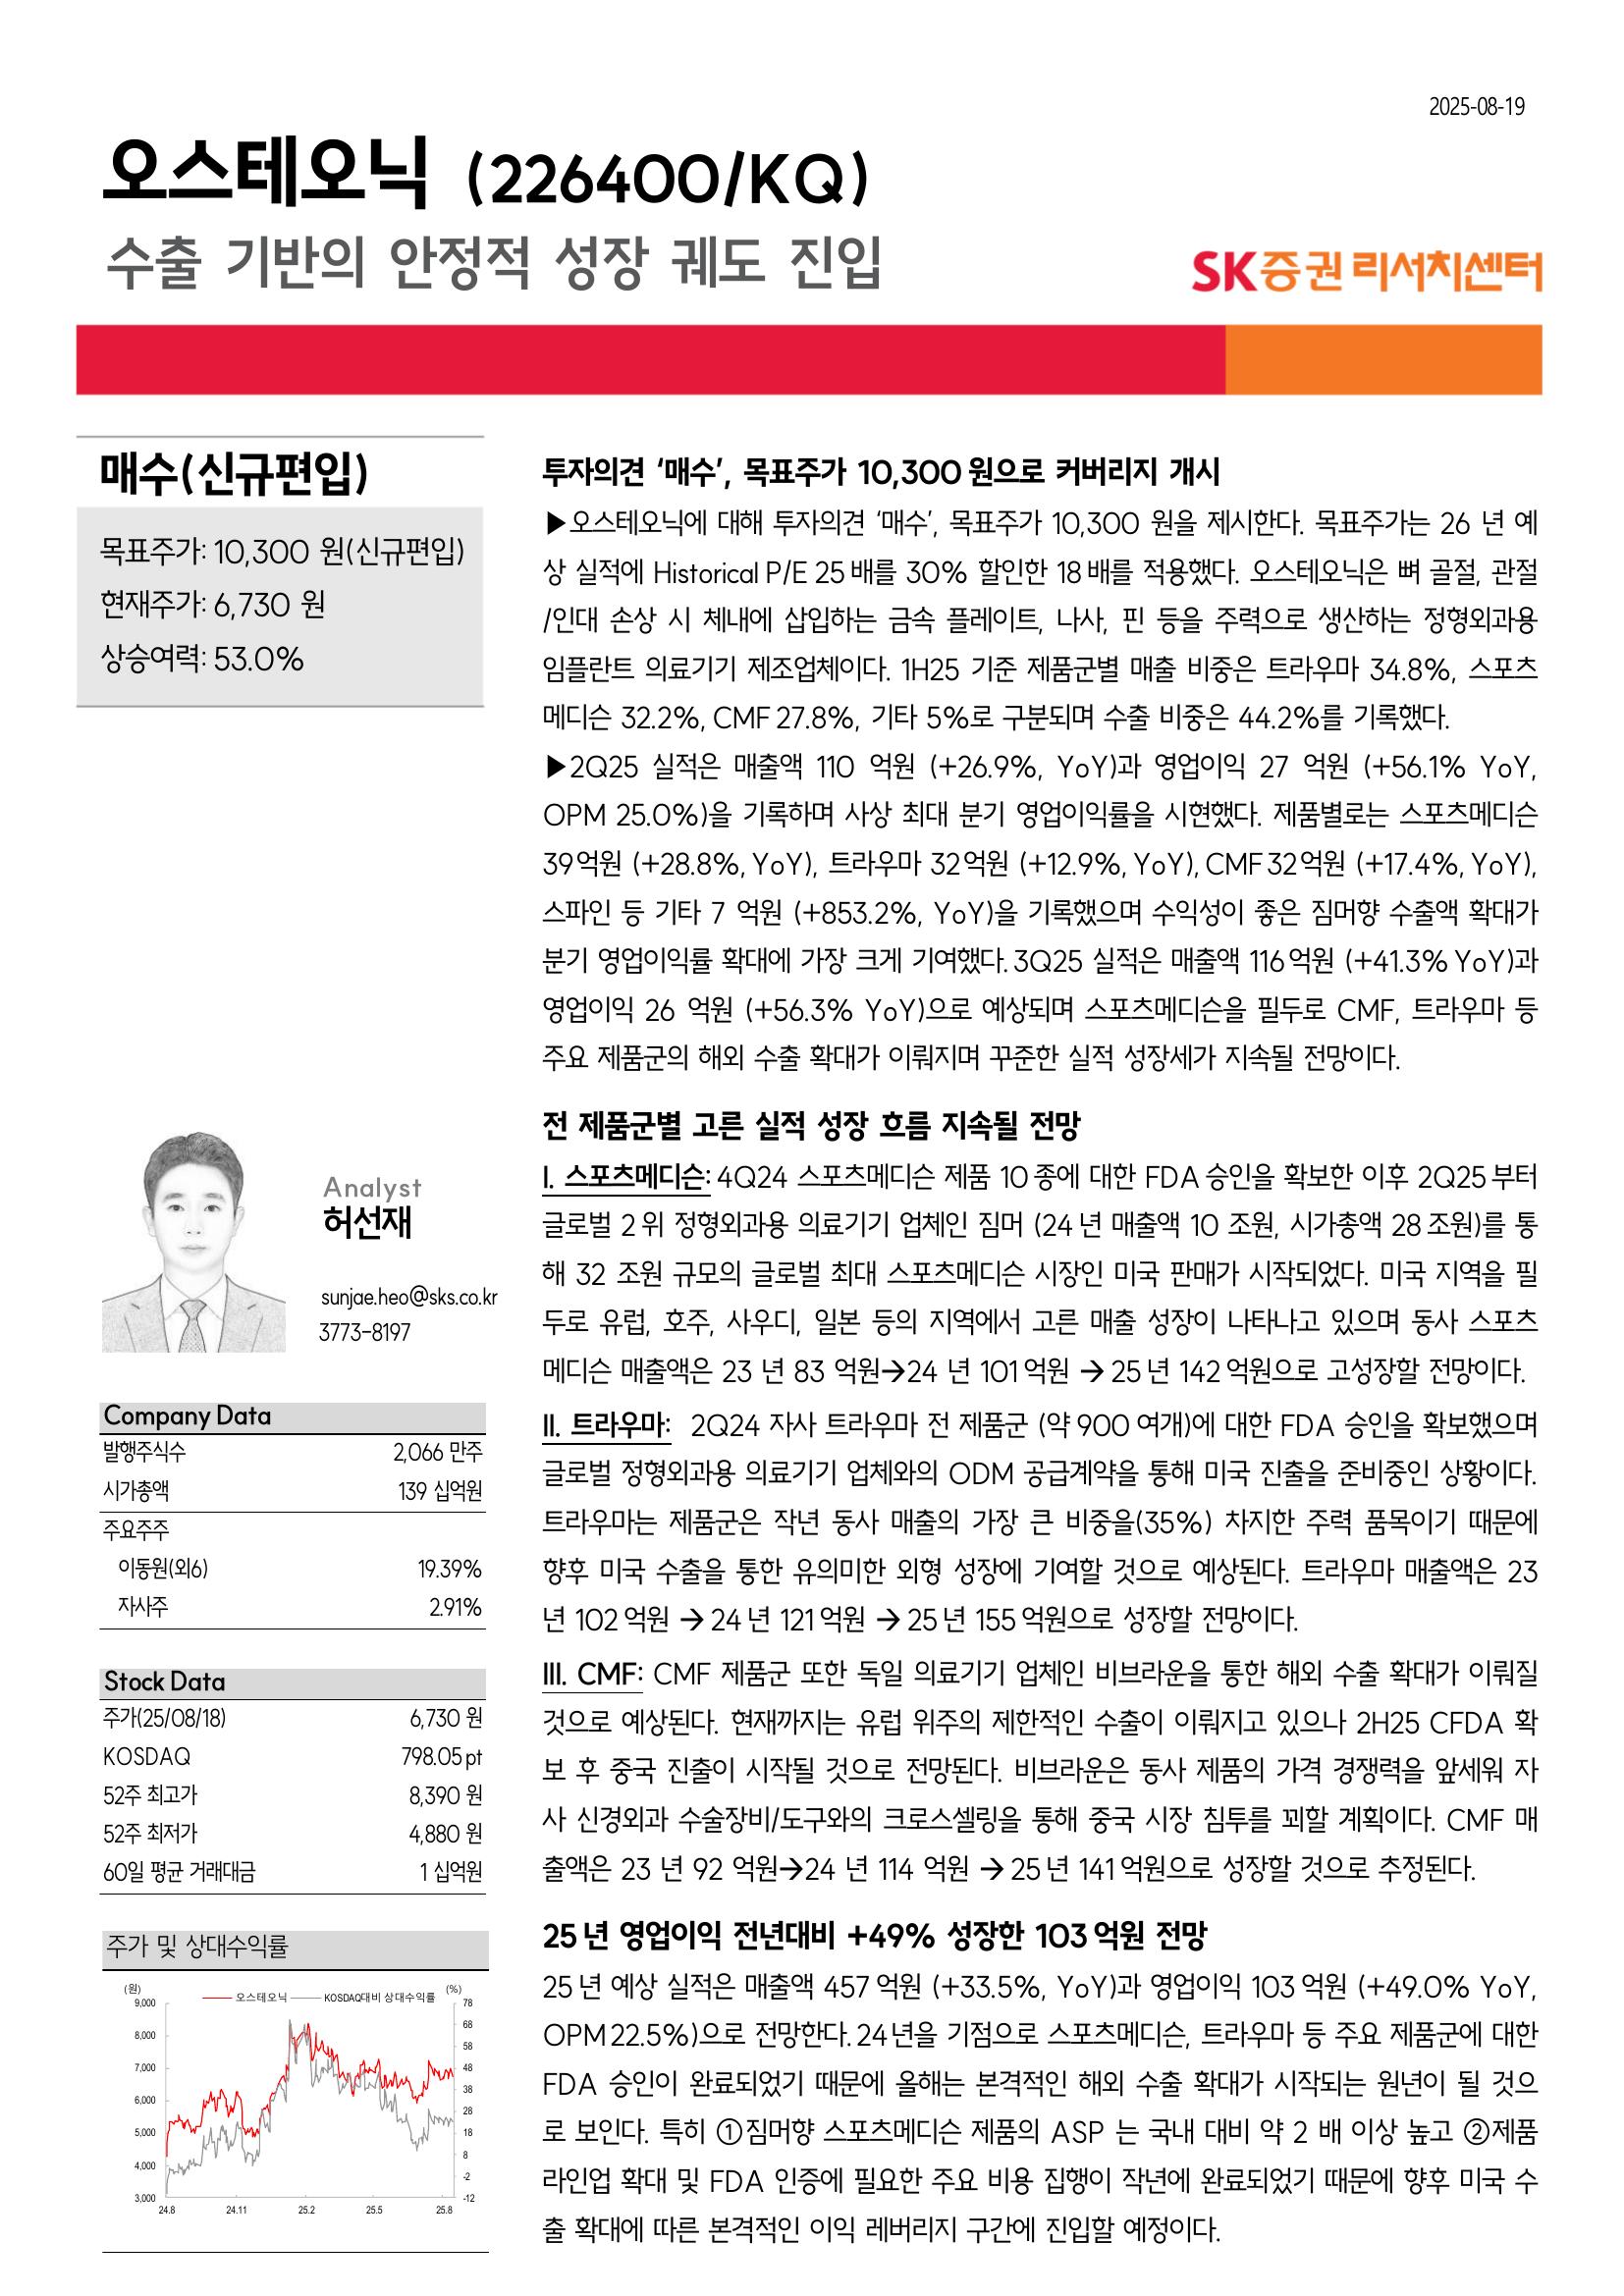 2025-08-19
오스테오닉 (226400/KQ)
수출 기반의 안정적 성장 궤도 진입
SK증권 리서치센터
매수(신규편입)
목표주가: 10,300 원(신규편입)
현재주가: 6,730 원
상승여력: 53.0%
투자의견 ‘매수’, 목표주가 10,300원으로 커버리지 개시
▶오스테오닉에 대해 투자의견 ‘매수’, 목표주가 10,300 원을 제시한다. 목표주가는 26 년 예
상 실적에 Historical P/E 25배를 30% 할인한 18배를 적용했다. 오스테오닉은 뼈 골절, 관절
/인대 손상 시 체내에 삽입하는 금속 플레이트, 나사, 핀 등을 주력으로 생산하는 정형외과용
임플란트 의료기기 제조업체이다. 1H25 기준 제품군별 매출 비중은 트라우마 34.8%, 스포츠
메디슨 32.2%, CMF 27.8%, 기타 5%로 구분되며 수출 비중은 44.2%를 기록했다.
▶2Q25 실적은 매출액 110 억원 (+26.9%, YoY)과 영업이익 27 억원 (+56.1% YoY,
OPM 25.0%)을 기록하며 사상 최대 분기 영업이익률을 시현했다. 제품별로는 스포츠메디슨
39억원 (+28.8%, YoY), 트라우마 32억원 (+12.9%, YoY), CMF 32억원 (+17.4%, YoY),
스파인 등 기타 7 억원 (+853.2%, YoY)을 기록했으며 수익성이 좋은 짐머향 수출액 확대가
분기 영업이익률 확대에 가장 크게 기여했다. 3Q25 실적은 매출액 116억원 (+41.3% YoY)과
영업이익 26 억원 (+56.3% YoY)으로 예상되며 스포츠메디슨을 필두로 CMF, 트라우마 등
주요 제품군의 해외 수출 확대가 이뤄지며 꾸준한 실적 성장세가 지속될 전망이다.
전 제품군별 고른 실적 성장 흐름 지속될 전망
I. 스포츠메디슨: 4Q24 스포츠메디슨 제품 10종에 대한 FDA 승인을 확보한 이후 2Q25부터
글로벌 2위 정형외과용 의료기기 업체인 짐머 (24년 매출액 10 조원, 시가총액 28조원)를 통
해 32 조원 규모의 글로벌 최대 스포츠메디슨 시장인 미국 판매가 시작되었다. 미국 지역을 필
두로 유럽, 호주, 사우디, 일본 등의 지역에서 고른 매출 성장이 나타나고 있으며 동사 스포츠
메디슨 매출액은 23 년 83 억원→24 년 101억원 → 25년 142억원으로 고성장할 전망이다.
II. 트라우마: 2Q24 자사 트라우마 전 제품군 (약 900여개)에 대한 FDA 승인을 확보했으며
글로벌 정형외과용 의료기기 업체와의 ODM 공급계약을 통해 미국 진출을 준비중인 상황이다.
트라우마는 제품군은 작년 동사 매출의 가장 큰 비중을(35%) 차지한 주력 품목이기 때문에
향후 미국 수출을 통한 유의미한 외형 성장에 기여할 것으로 예상된다. 트라우마 매출액은 23
년 102억원 → 24년 121억원 → 25년 155억원으로 성장할 전망이다.
III. CMF: CMF 제품군 또한 독일 의료기기 업체인 비브라운을 통한 해외 수출 확대가 이뤄질
것으로 예상된다. 현재까지는 유럽 위주의 제한적인 수출이 이뤄지고 있으나 2H25 CFDA 확
보 후 중국 진출이 시작될 것으로 전망된다. 비브라운은 동사 제품의 가격 경쟁력을 앞세워 자
사 신경외과 수술장비/도구와의 크로스셀링을 통해 중국 시장 침투를 꾀할 계획이다. CMF 매
출액은 23 년 92 억원→24 년 114 억원 → 25년 141억원으로 성장할 것으로 추정된다.
25년 영업이익 전년대비 +49% 성장한 103억원 전망
25년 예상 실적은 매출액 457 억원 (+33.5%, YoY)과 영업이익 103억원 (+49.0% YoY,
OPM 22.5%)으로 전망한다. 24년을 기점으로 스포츠메디슨, 트라우마 등 주요 제품군에 대한
FDA 승인이 완료되었기 때문에 올해는 본격적인 해외 수출 확대가 시작되는 원년이 될 것으
로 보인다. 특히 ①짐머향 스포츠메디슨 제품의 ASP 는 국내 대비 약 2 배 이상 높고 ②제품
라인업 확대 및 FDA 인증에 필요한 주요 비용 집행이 작년에 완료되었기 때문에 향후 미국 수
출 확대에 따른 본격적인 이익 레버리지 구간에 진입할 예정이다.
Analyst
허선재
sunjae.heo@sks.co.kr
3773-8197
Company Data
발행주식수 2,066 만주
시가총액 139 십억원
주요주주
이동원(외6) 19.39%
자사주 2.91%
Stock Data
주가(25/08/18) 6,730 원
KOSDAQ 798.05 pt
52주 최고가 8,390 원
52주 최저가 4,880 원
60일 평균 거래대금 1 십억원
주가 및 상대수익률
(원) 오스테오닉 KOSDAQ대비 상대수익률 (%)
9,000 78
8,000 68
58
7,000 48
6,000 38
28
5,000 18
4,000 8
-2
3,000 -12
24.8 24.11 25.2 25.5 25.8